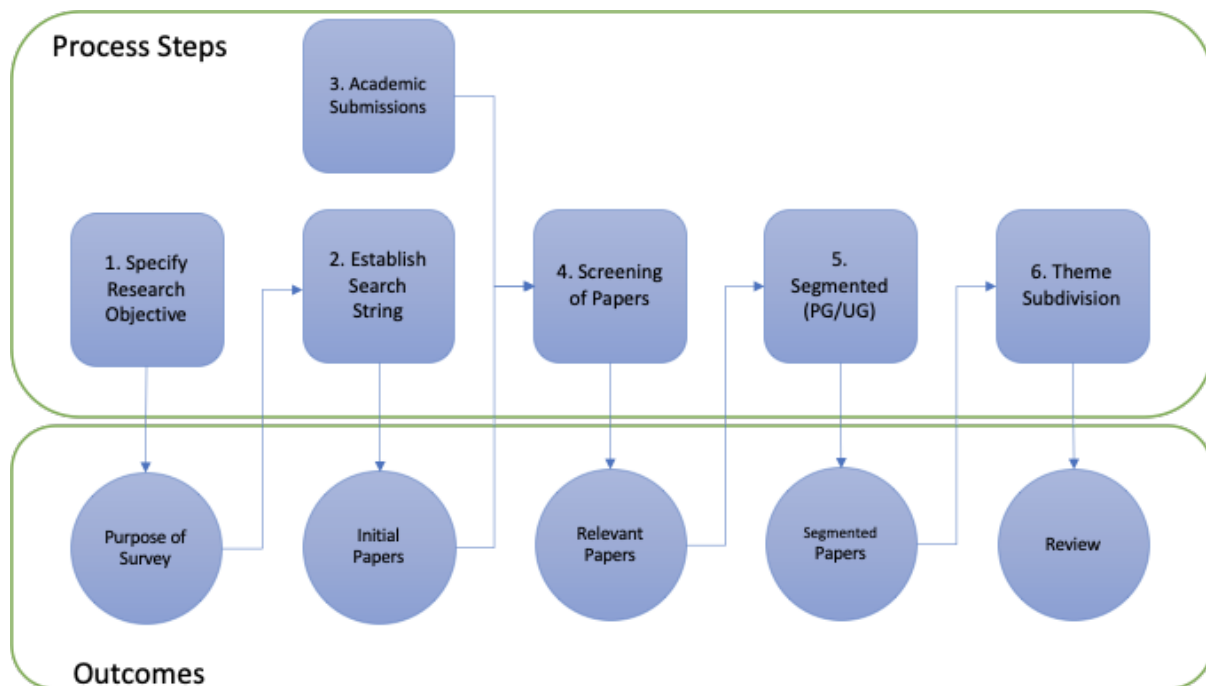 Process Steps
3. Academic
Submissions
1. Specify
Research
Objective
2. Establish
Search
String
4. Screening
of Papers
5.
Segmented
(PG/UG)
6. Theme
Subdivision
Purpose of
Survey
Initial
Papers
Relevant
Papers
Segmented
Papers
Review
Outcomes